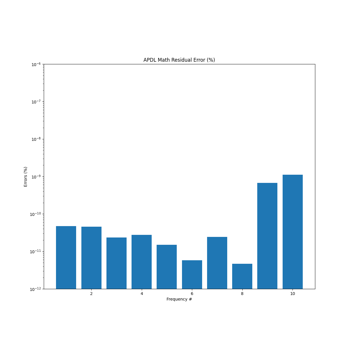 APDL Math Residual Error (%)
10⁻⁶
10⁻⁷
10⁻⁸
10⁻⁹
10⁻¹⁰
10⁻¹¹
10⁻¹²
Errors (%)
2 4 6 8 10
Frequency #